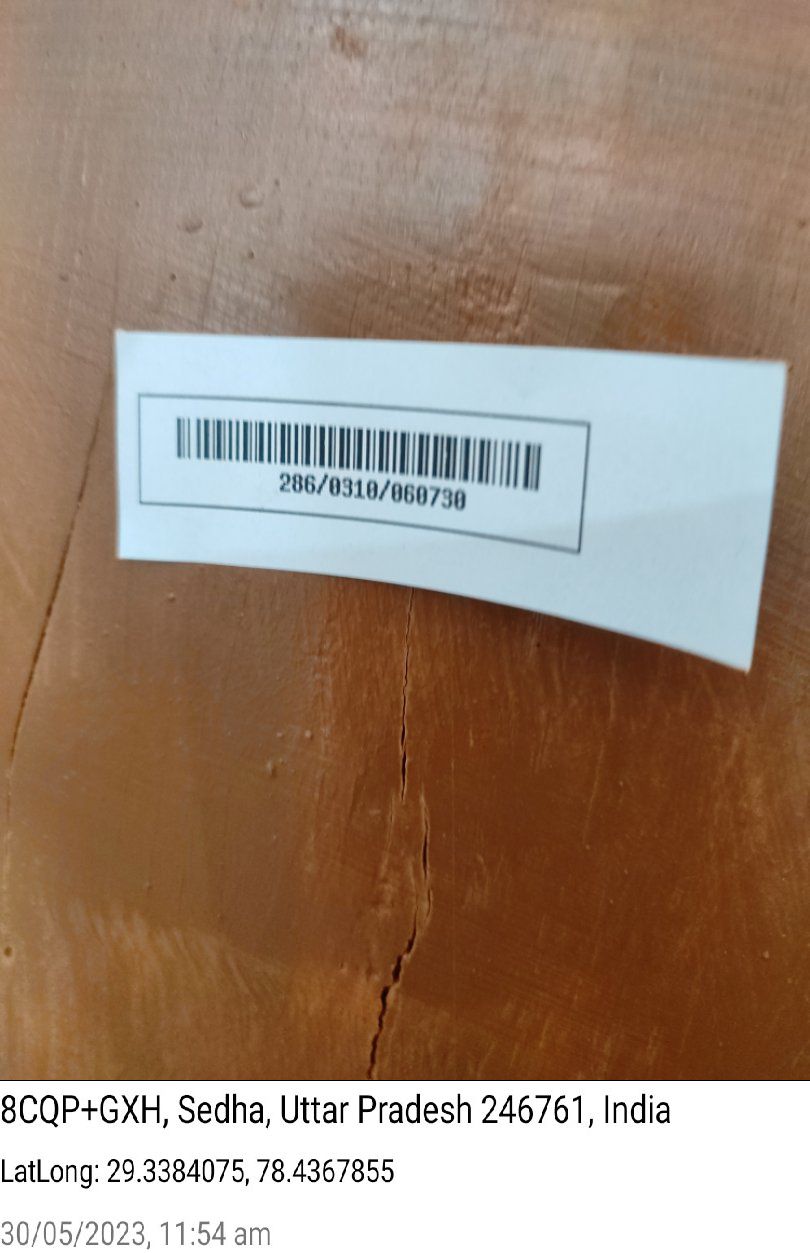 286/0310/060730
8CQP+GXH, Sedha, Uttar Pradesh 246761, India
LatLong: 29.3384075, 78.4367855
30/05/2023, 11:54 am